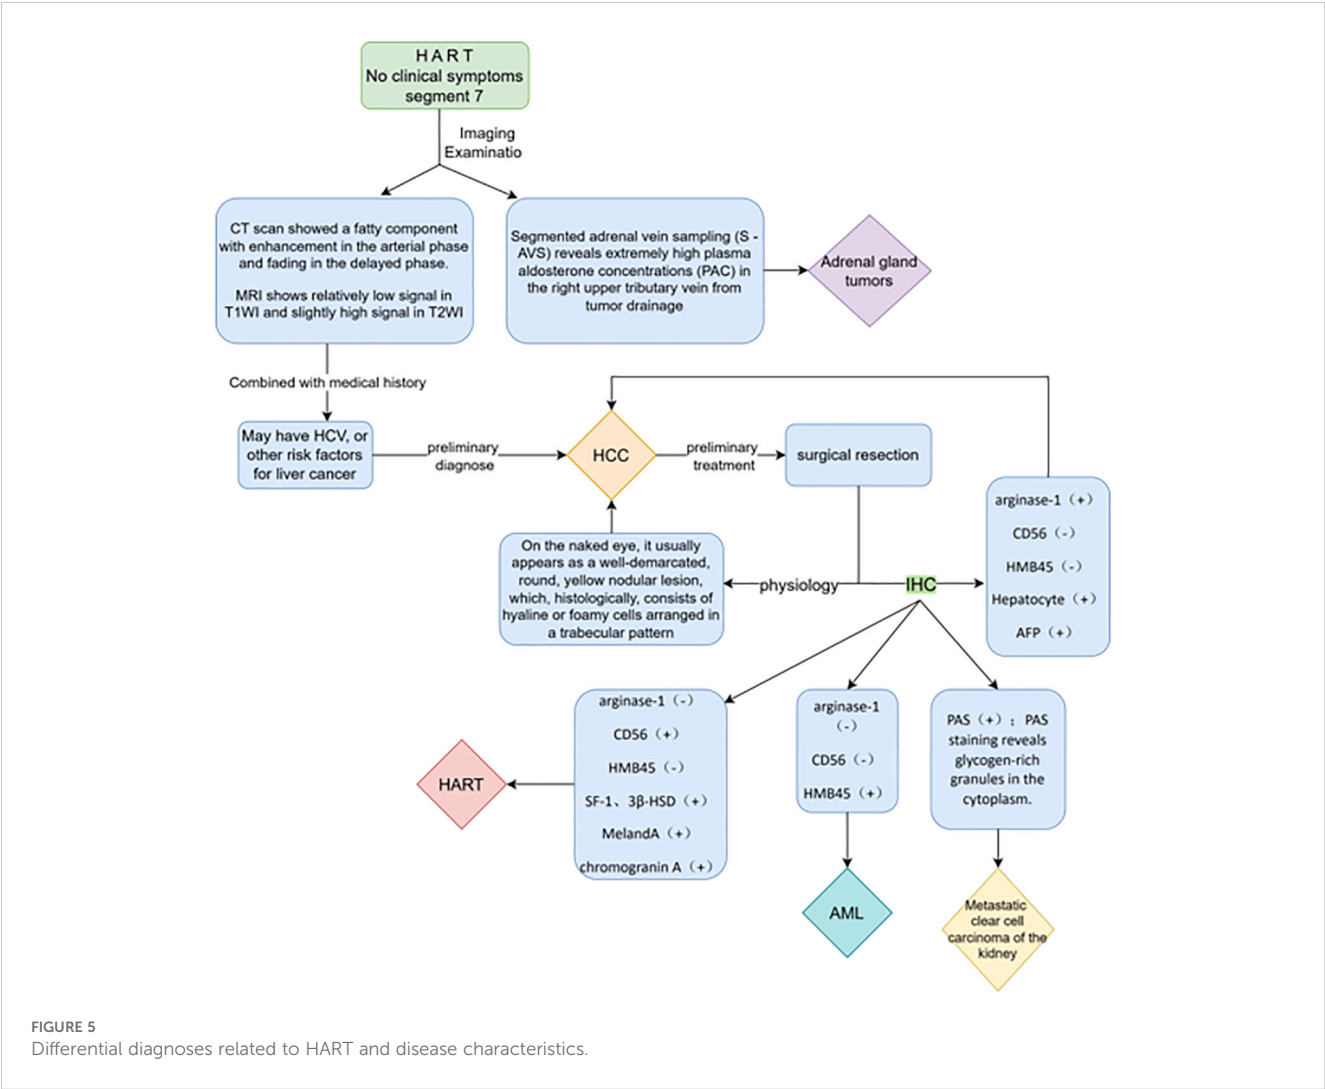 H A R T
No clinical symptoms
segment 7
Imaging
Examinatio
CT scan showed a fatty component
with enhancement in the arterial phase
and fading in the delayed phase.
MRI shows relatively low signal in
T1WI and slightly high signal in T2WI
Segmented adrenal vein sampling (S -
AVS) reveals extremely high plasma
aldosterone concentrations (PAC) in
the right upper tributary vein from
tumor drainage
Adrenal gland
tumors
Combined with medical history
May have HCV, or
other risk factors
for liver cancer
preliminary
diagnose
HCC
preliminary
treatment
surgical resection
arginase-1（+）
CD56（-）
HMB45（-）
Hepatocyte（+）
AFP（+）
On the naked eye, it usually
appears as a well-demarcated,
round, yellow nodular lesion,
which, histologically, consists of
hyaline or foamy cells arranged in
a trabecular pattern
physiology
IHC
arginase-1（-）
CD56（+）
HMB45（-）
SF-1、3β-HSD（+）
MelandA（+）
chromogranin A（+）
HART
arginase-1
（-）
CD56（-）
HMB45（+）
AML
PAS（+）；PAS
staining reveals
glycogen-rich
granules in the
cytoplasm.
Metastatic
clear cell
carcinoma of the
kidney
FIGURE 5
Differential diagnoses related to HART and disease characteristics.